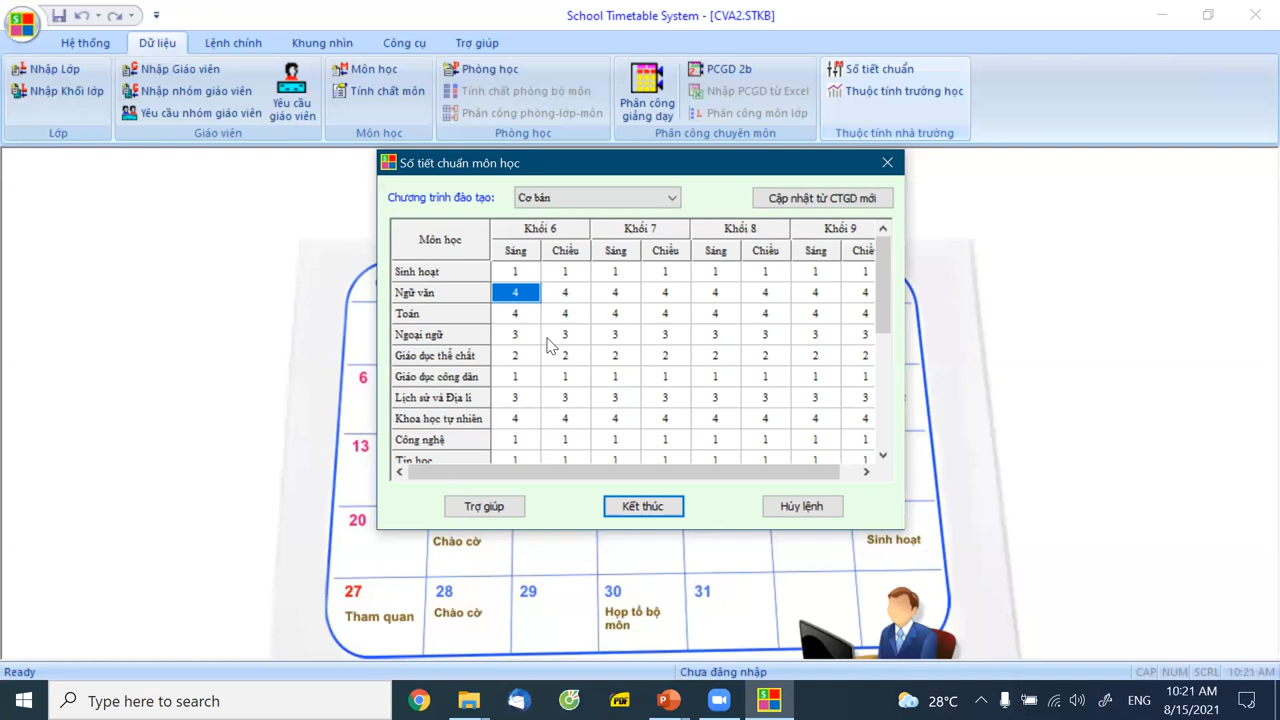 School Timetable System - [CVA2.STKB]
Hệ thống Dữ liệu Lệnh chính Khung nhìn Công cụ Trợ giúp
Nhập Lớp
Nhập Khối lớp
Lớp
Nhập Giáo viên
Nhập nhóm giáo viên
Yêu cầu nhóm giáo viên
Yêu cầu
giáo viên
Giáo viên
Môn học
Tính chất môn
Môn học
Phòng học
Tính chất phòng bộ môn
Phân công phòng-lớp-môn
Phòng học
Phân công
giảng dạy
PCGD 2b
Nhập PCGD từ Excel
Phân công môn lớp
Phân công chuyên môn
Số tiết chuẩn
Thuộc tính trường học
Thuộc tính nhà trường
Số tiết chuẩn môn học
Chương trình đào tạo: Cơ bản Cập nhật từ CTGD mới
Môn học Khối 6 Khối 7 Khối 8 Khối 9
Sáng Chiều Sáng Chiều Sáng Chiều Sáng Chiề
Sinh hoạt 1 1 1 1 1 1 1 1
Ngữ văn 4 4 4 4 4 4 4 4
Toán 4 4 4 4 4 4 4 4
Ngoại ngữ 3 3 3 3 3 3 3 3
Giáo dục thể chất 2 2 2 2 2 2 2 2
Giáo dục công dân 1 1 1 1 1 1 1 1
Lịch sử và Địa lí 3 3 3 3 3 3 3 3
Khoa học tự nhiên 4 4 4 4 4 4 4 4
Công nghệ 1 1 1 1 1 1 1 1
Tin học 1 1 1 1 1 1 1 1
Trợ giúp Kết thúc Hủy lệnh
6
13
20
Chào cờ
Sinh hoạt
27 28 29 30 31
Tham quan Chào cờ Họp tổ bộ
môn
Ready Chưa đăng nhập CAP NUM SCRL 10:21 AM
Type here to search
PDF
28°C
ENG
10:21 AM
8/15/2021